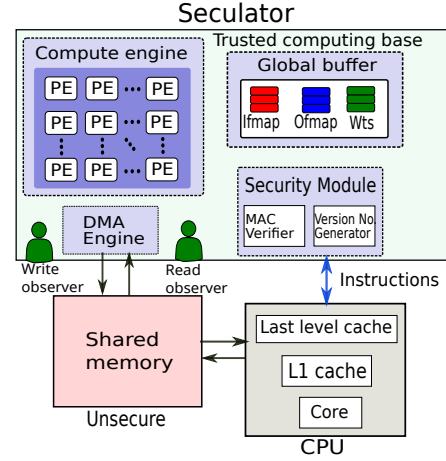 Seculator
Trusted computing base
Compute engine
PE PE ••• PE
PE PE ••• PE
PE PE ••• PE
Global buffer
Ifmap Ofmap Wts
Security Module
MAC Verifier
Version No. Generator
DMA
Engine
Write
observer
Read
observer
Instructions
Shared
memory
Unsecure
Last level cache
L1 cache
Core
CPU